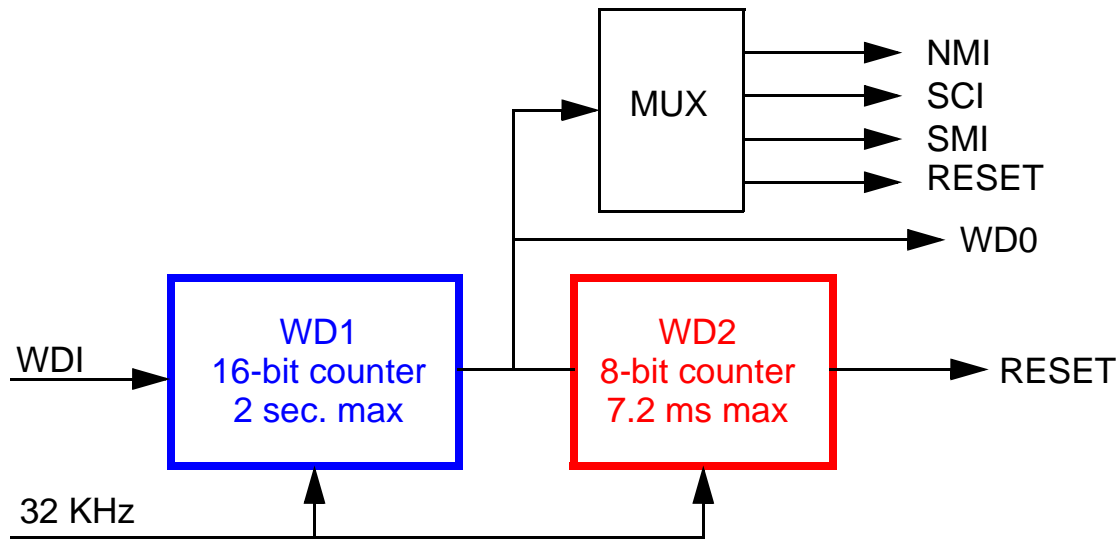 NMI
MUX
SCI
SMI
RESET
WD0
WDI
WD1
16-bit counter
2 sec. max
WD2
8-bit counter
7.2 ms max
RESET
32 KHz